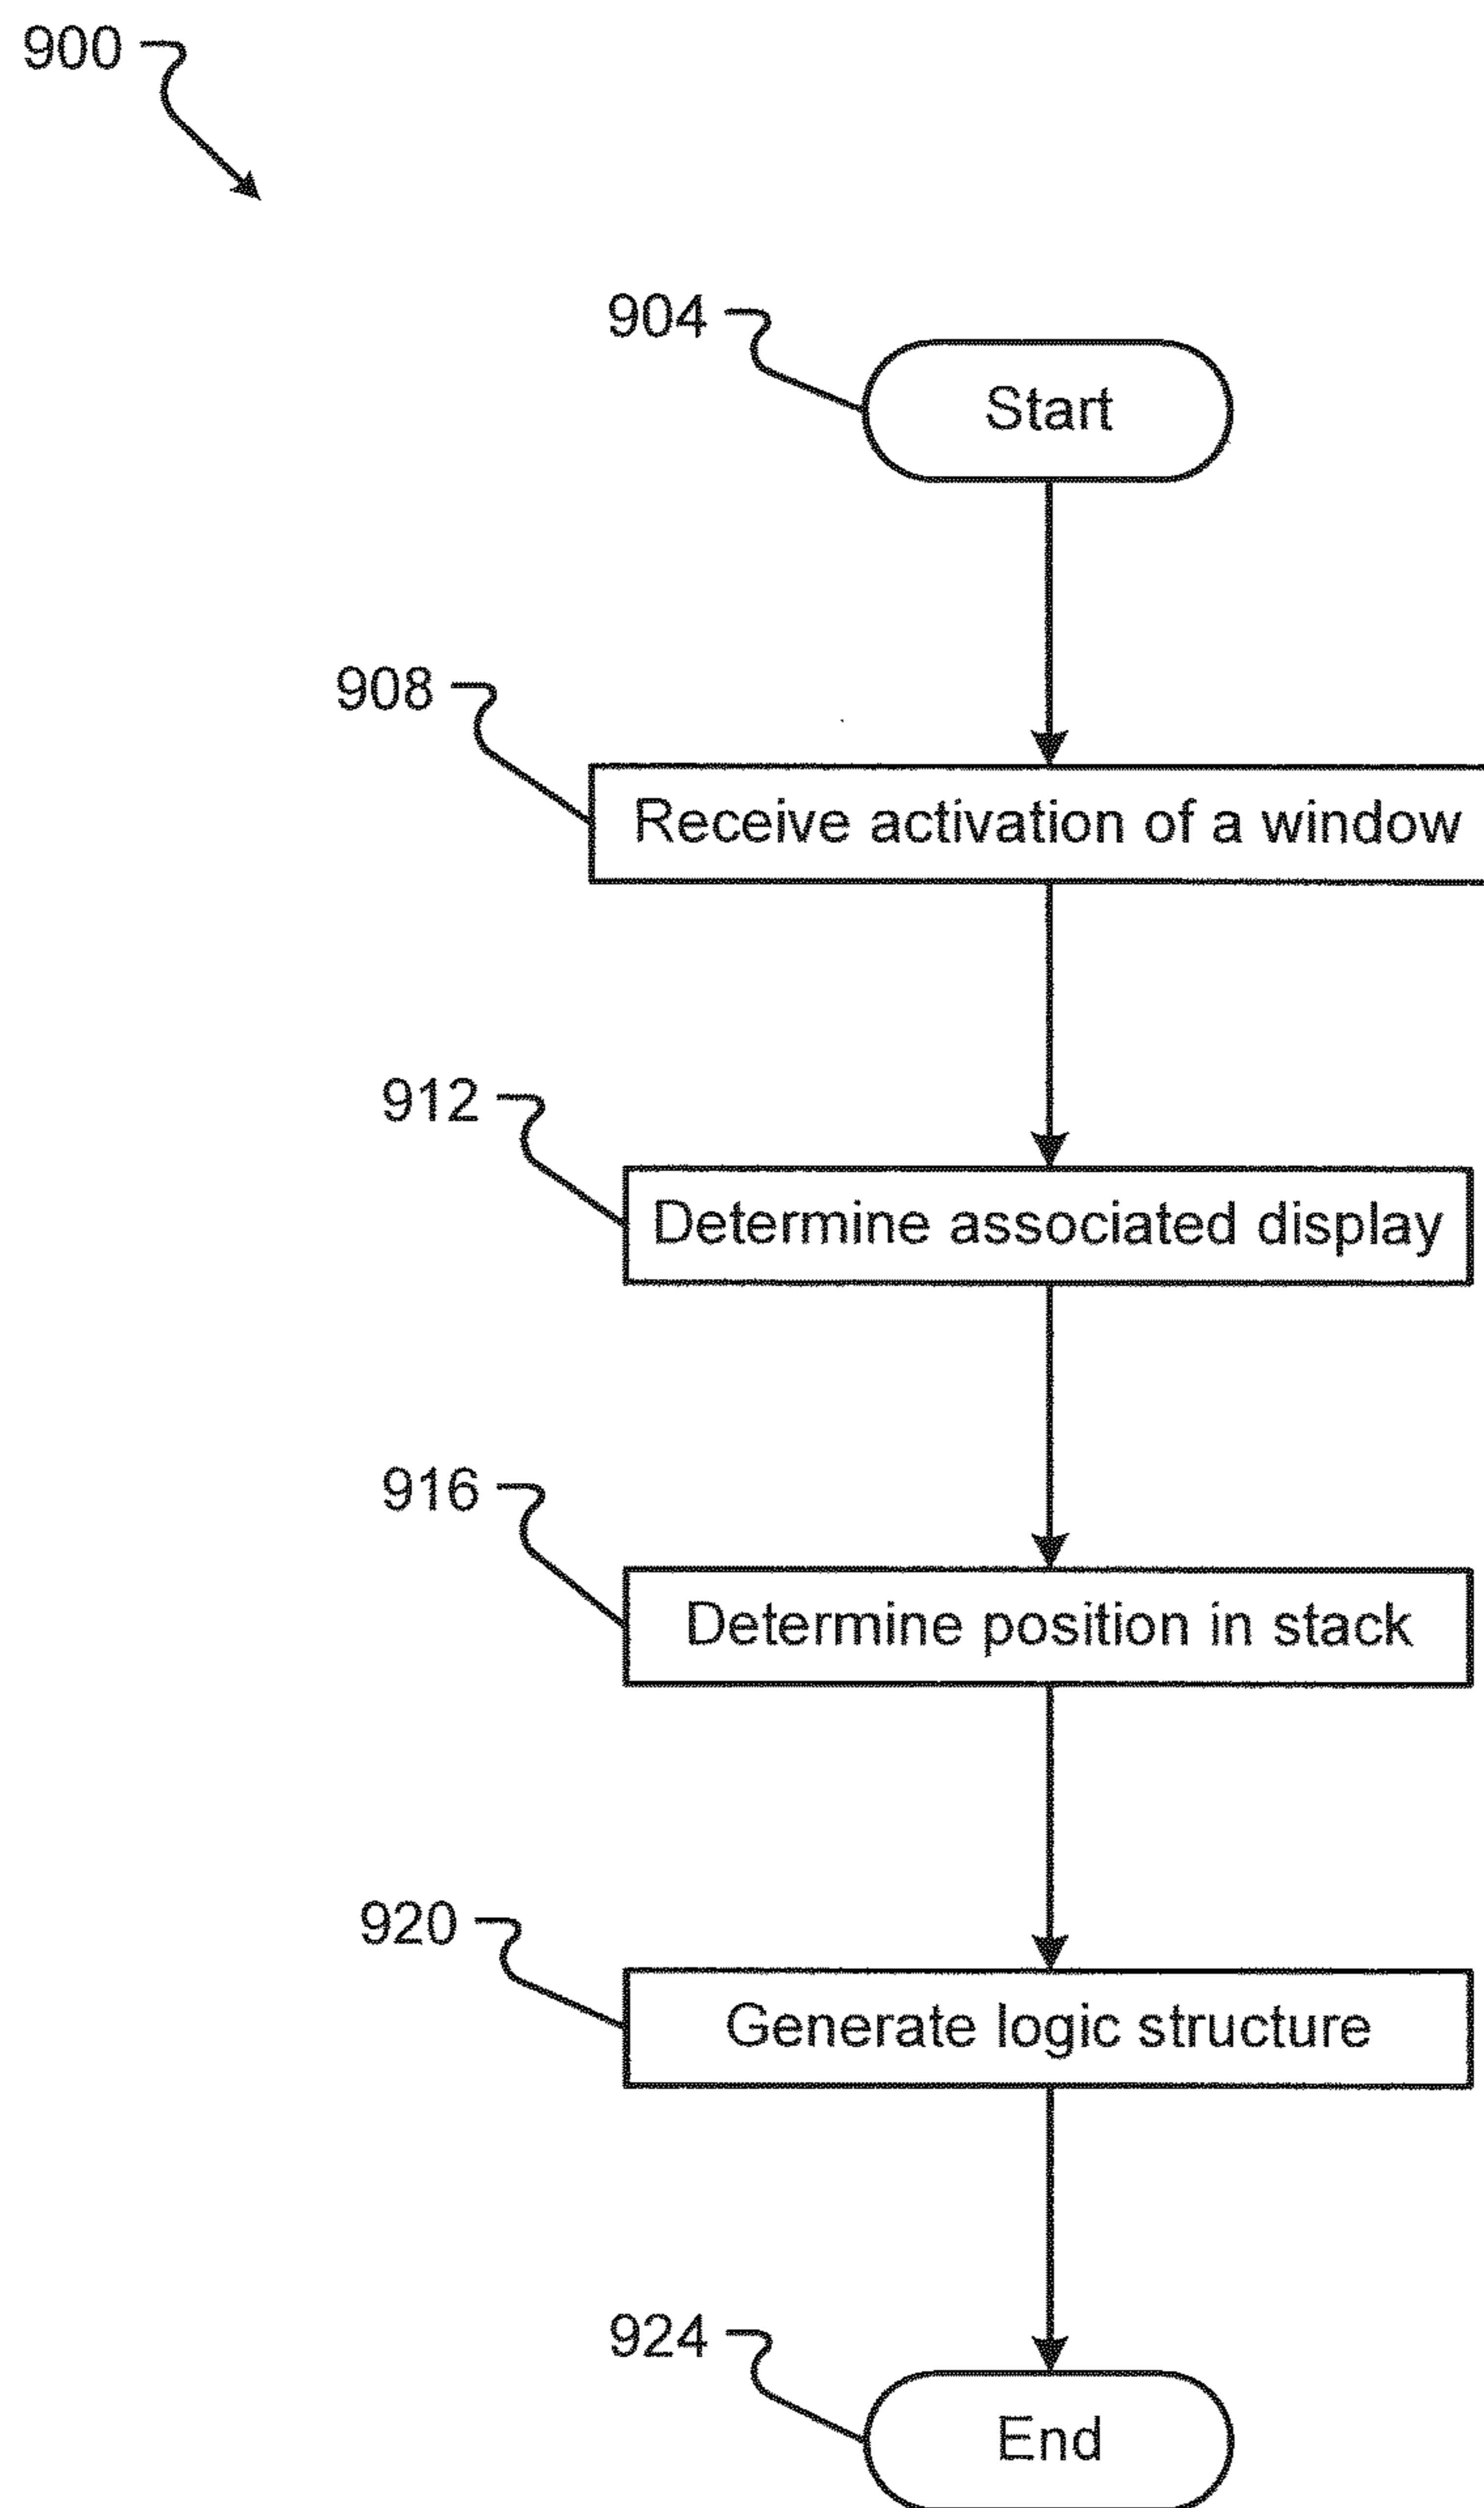 900
904
Start
908
Receive activation of a window
912
Determine associated display
916
Determine position in stack
920
Generate logic structure
924
End